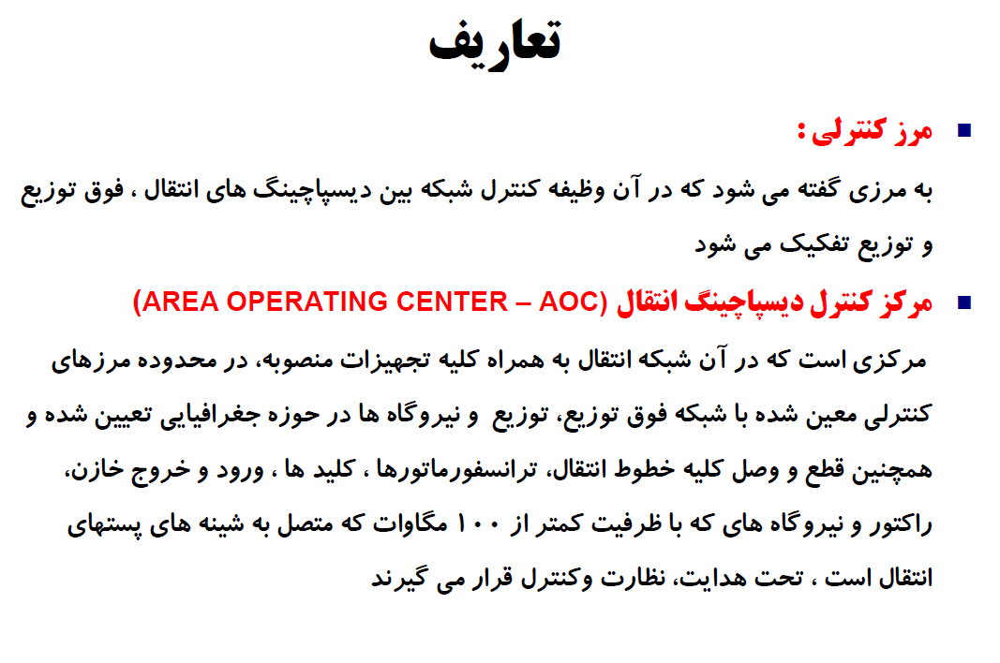 تعاریف
مرز کنترلی :
به مرزی گفته می شود که در آن وظیفه کنترل شبکه بین دیسپاچینگ های انتقال ، فوق توزیع
و توزیع تفکیک می شود
مرکز کنترل دیسپاچینگ انتقال (AREA OPERATING CENTER – AOC)
مرکزی است که در آن شبکه انتقال به همراه کلیه تجهیزات منصوبه، در محدوده مرزهای
کنترلی معین شده با شبکه فوق توزیع، توزیع و نیروگاه ها در حوزه جغرافیایی تعیین شده و
همچنین قطع و وصل کلیه خطوط انتقال، ترانسفورماتورها ، کلید ها ، ورود و خروج خازن،
راکتور و نیروگاه های که با ظرفیت کمتر از ۱۰۰ مگاوات که متصل به شینه های پستهای
انتقال است ، تحت هدایت، نظارت وکنترل قرار می گیرند